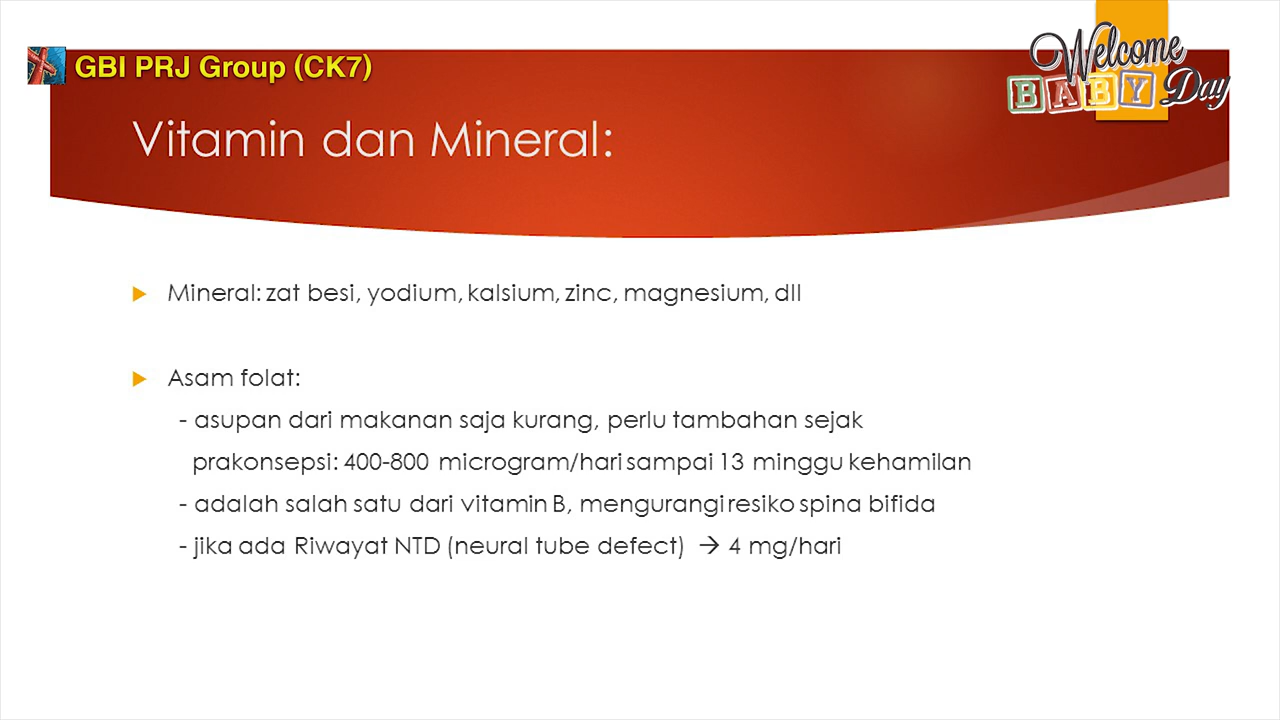 GBI PRJ Group (CK7)
Welcome
BABY Day
Vitamin dan Mineral:
Mineral: zat besi, yodium, kalsium, zinc, magnesium, dll
Asam folat:
- asupan dari makanan saja kurang, perlu tambahan sejak
prakonsepsi: 400-800 microgram/hari sampai 13 minggu kehamilan
- adalah salah satu dari vitamin B, mengurangi resiko spina bifida
- jika ada Riwayat NTD (neural tube defect) → 4 mg/hari